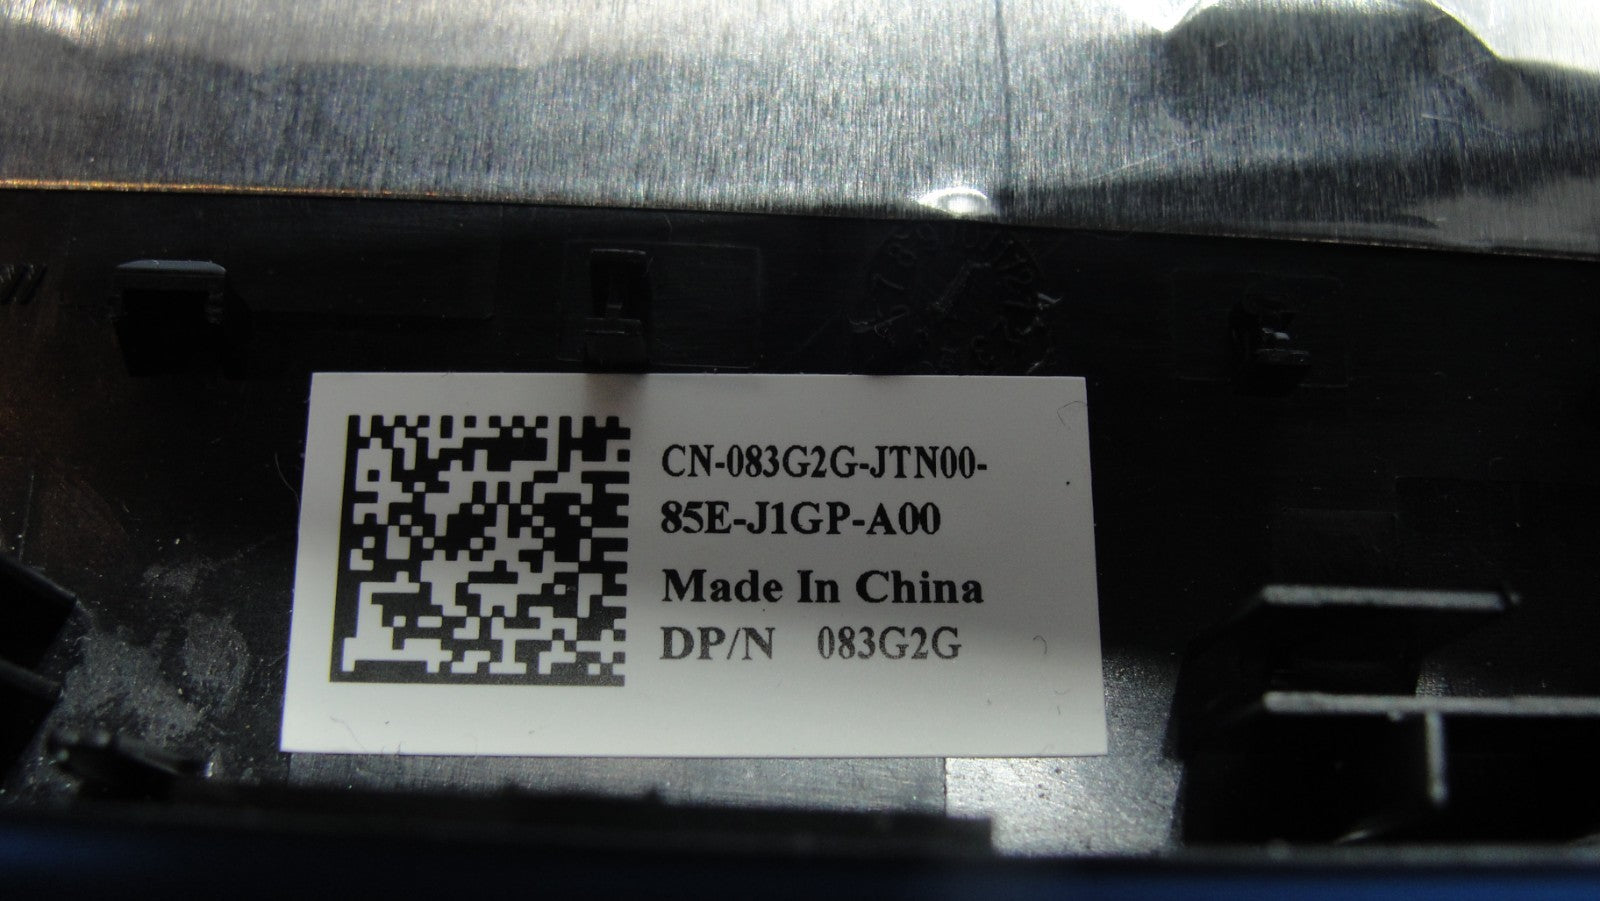 CN-083G2G-JTN00-
85E-J1GP-A00
Made In China
DP/N 083G2G